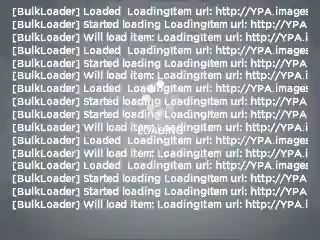 [BulkLoader] Loaded LoadingItem url: http://YPA.images
[BulkLoader] Started loading LoadingItem url: http://YPA
[BulkLoader] Will load item: LoadingItem url: http://YPA.i
[BulkLoader] Loaded LoadingItem url: http://YPA.images
[BulkLoader] Started loading LoadingItem url: http://YPA
[BulkLoader] Will load item: LoadingItem url: http://YPA.i
[BulkLoader] Loaded LoadingItem url: http://YPA.images
[BulkLoader] Started loading LoadingItem url: http://YPA
[BulkLoader] Started loading LoadingItem url: http://YPA
[BulkLoader] Will load item: LoadingItem url: http://YPA.i
LOADING
[BulkLoader] Loaded LoadingItem url: http://YPA.images
[BulkLoader] Will load item: LoadingItem url: http://YPA.i
[BulkLoader] Loaded LoadingItem url: http://YPA.images
[BulkLoader] Started loading LoadingItem url: http://YPA
[BulkLoader] Started loading LoadingItem url: http://YPA
[BulkLoader] Will load item: LoadingItem url: http://YPA.i